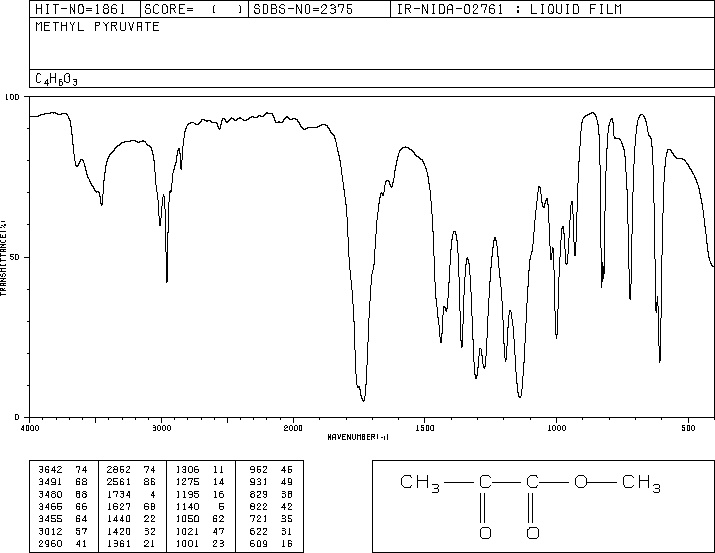 HIT-NO=1861 SCORE= ( ) SDBS-NO=2375 IR-NIDA-02761 : LIQUID FILM
METHYL PYRUVATE
C4H6O3
100
50
0
TRANSMITTANCE(%)
4000 3000 2000 1500 1000 500
WAVENUMBER(-1)
3642 74 2852 74 1306 11 962 46
3491 68 2561 86 1275 14 931 49
3480 68 1734 4 1195 16 829 38
3466 66 1627 68 1140 5 822 42
3455 64 1440 22 1050 62 721 35
3012 57 1420 32 1021 47 622 31
2960 41 1361 21 1001 23 609 16
CH3 C C O CH3
O O